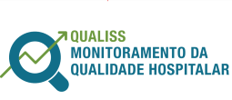 QUALISS
MONITORAMENTO DA
QUALIDADE HOSPITALAR